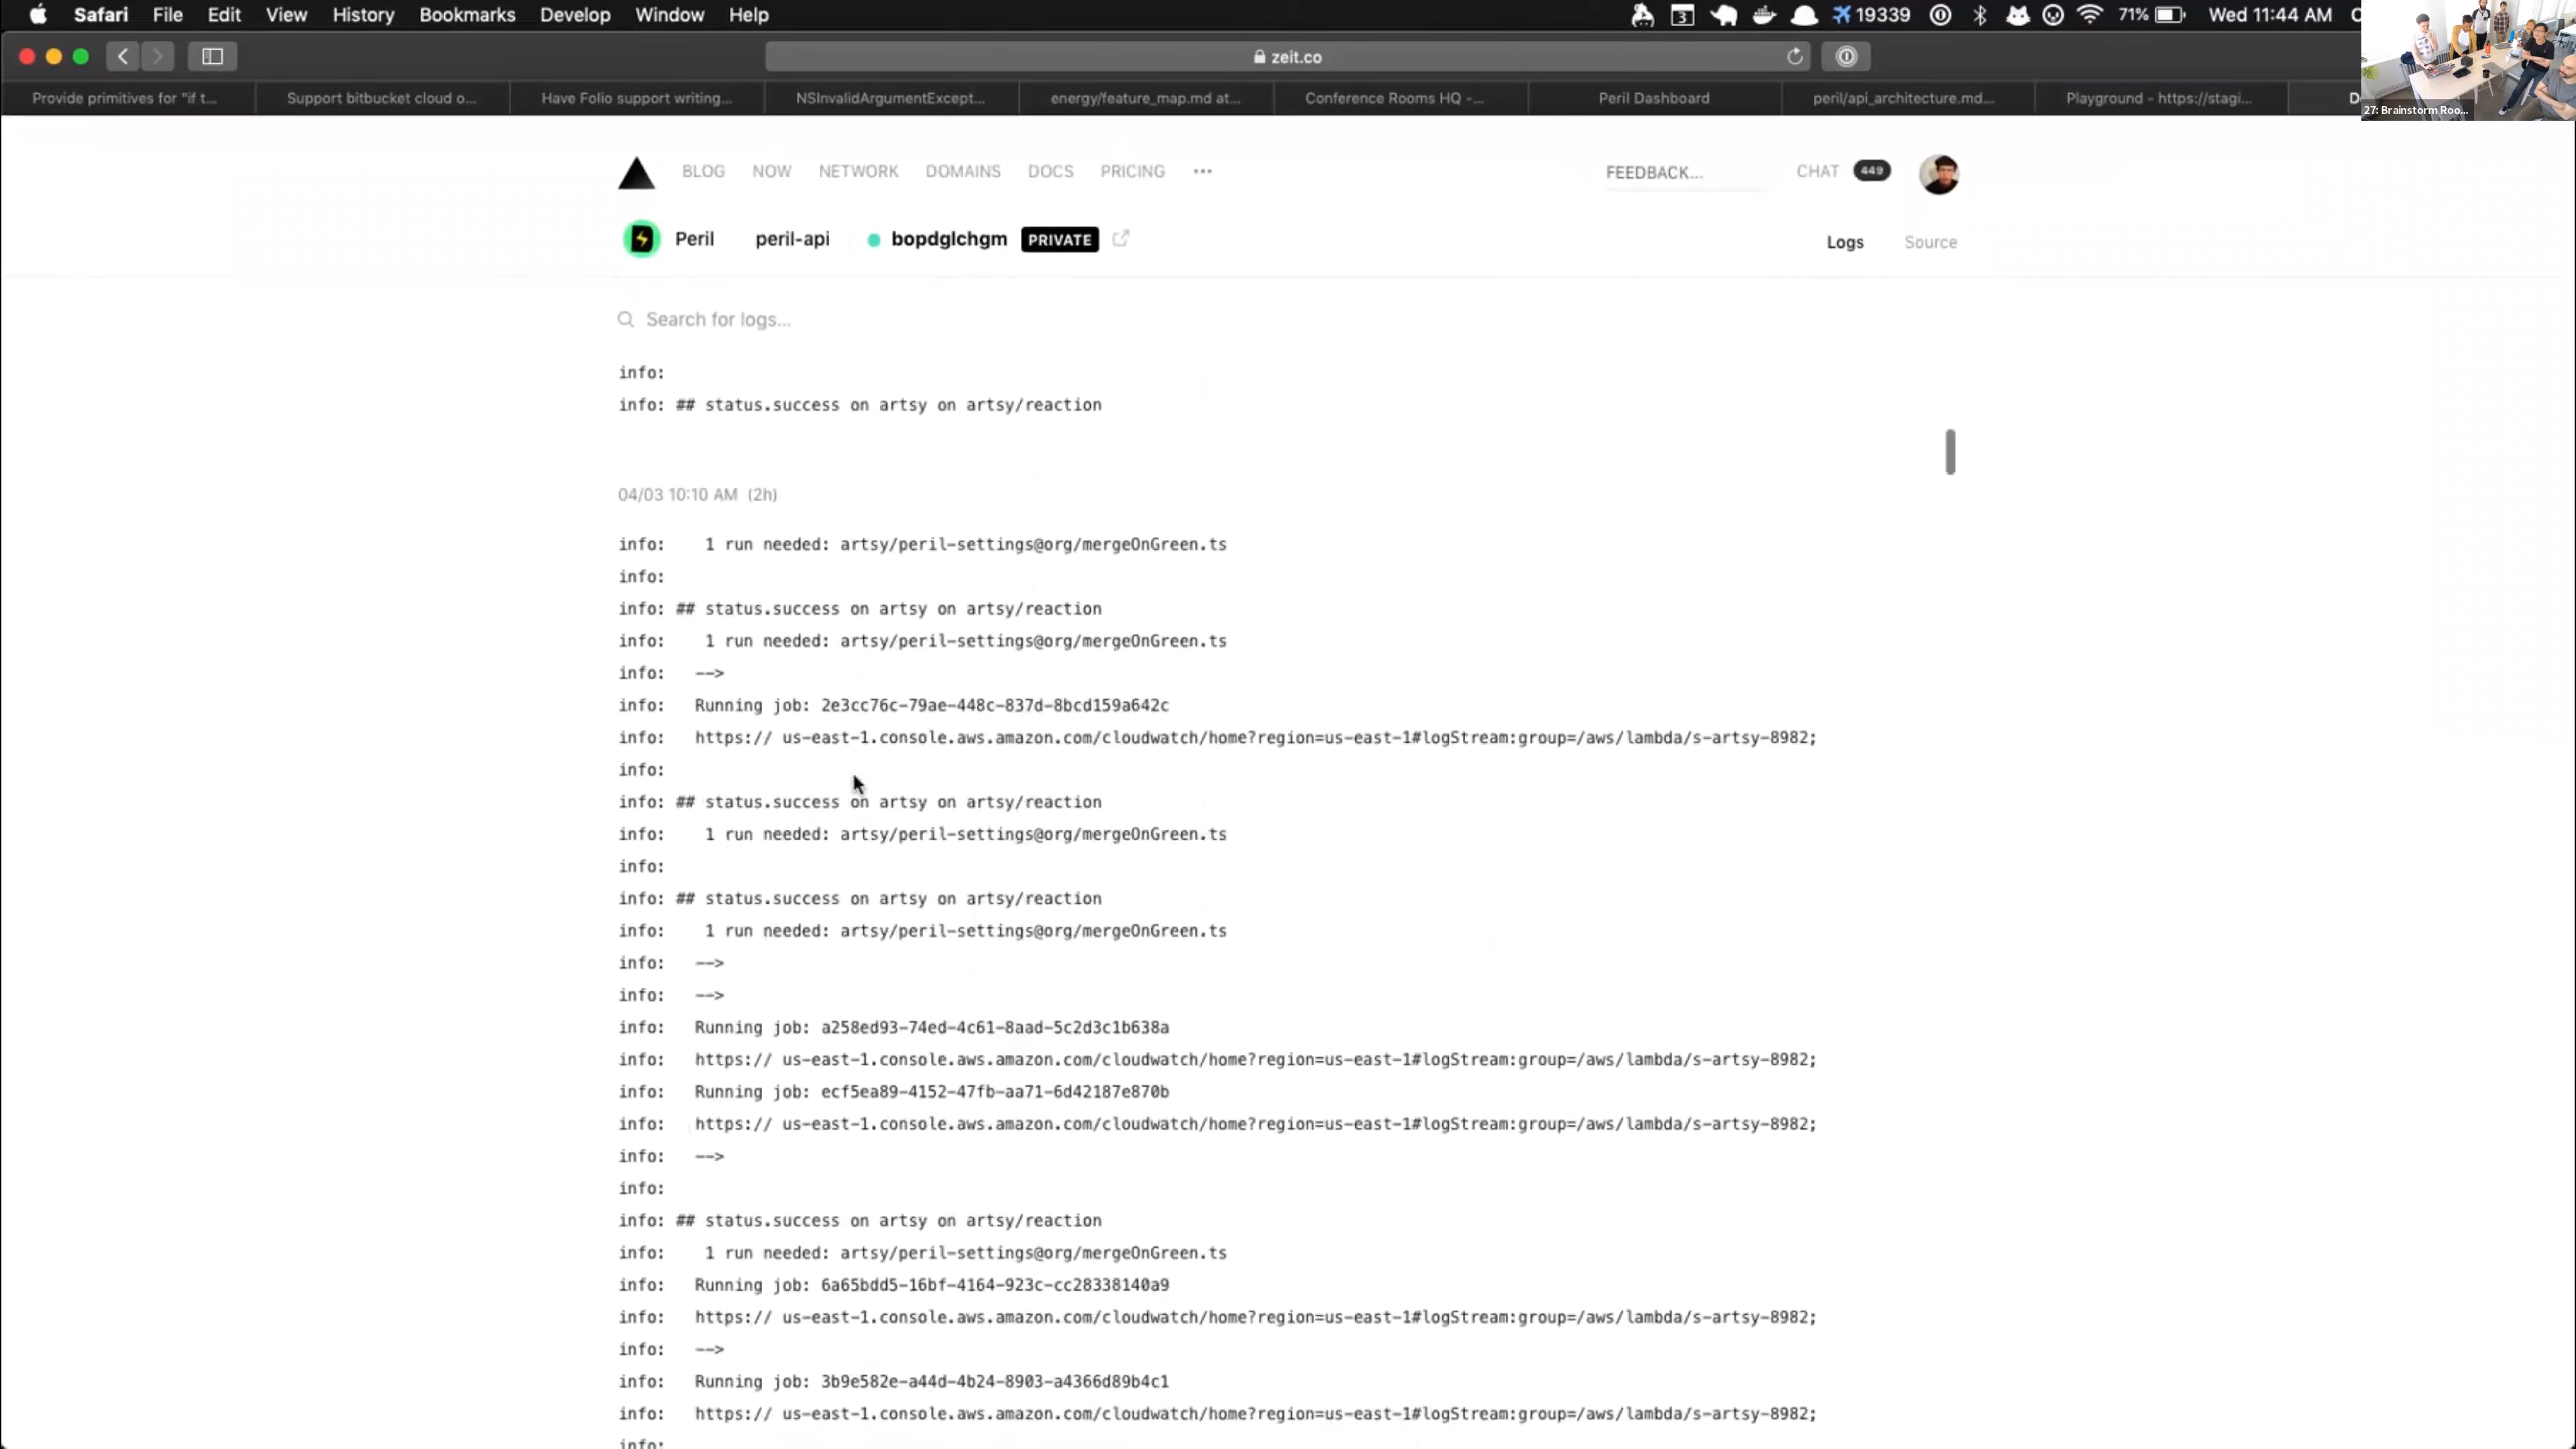 Safari File Edit View History Bookmarks Develop Window Help 3 19339 71% Wed 11:44 AM
zeit.co
Provide primitives for "if t... Support bitbucket cloud o... Have Folio support writing... NSInvalidArgumentExcept... energy/feature_map.md at... Conference Rooms HQ -... Peril Dashboard peril/api_architecture.md... Playground - https://stagi...
27: Brainstorm Roo...
BLOG NOW NETWORK DOMAINS DOCS PRICING ... FEEDBACK... CHAT 449
Peril peril-api bopdglchgm PRIVATE Logs Source
Search for logs...
info:
info: ## status.success on artsy on artsy/reaction
04/03 10:10 AM (2h)
info: 1 run needed: artsy/peril-settings@org/mergeOnGreen.ts
info:
info: ## status.success on artsy on artsy/reaction
info: 1 run needed: artsy/peril-settings@org/mergeOnGreen.ts
info: -->
info: Running job: 2e3cc76c-79ae-448c-837d-8bcd159a642c
info: https:// us-east-1.console.aws.amazon.com/cloudwatch/home?region=us-east-1#logStream:group=/aws/lambda/s-artsy-8982;
info:
info: ## status.success on artsy on artsy/reaction
info: 1 run needed: artsy/peril-settings@org/mergeOnGreen.ts
info:
info: ## status.success on artsy on artsy/reaction
info: 1 run needed: artsy/peril-settings@org/mergeOnGreen.ts
info: -->
info: -->
info: Running job: a258ed93-74ed-4c61-8aad-5c2d3c1b638a
info: https:// us-east-1.console.aws.amazon.com/cloudwatch/home?region=us-east-1#logStream:group=/aws/lambda/s-artsy-8982;
info: Running job: ecf5ea89-4152-47fb-aa71-6d42187e870b
info: https:// us-east-1.console.aws.amazon.com/cloudwatch/home?region=us-east-1#logStream:group=/aws/lambda/s-artsy-8982;
info: -->
info:
info: ## status.success on artsy on artsy/reaction
info: 1 run needed: artsy/peril-settings@org/mergeOnGreen.ts
info: Running job: 6a65bdd5-16bf-4164-923c-cc28338140a9
info: https:// us-east-1.console.aws.amazon.com/cloudwatch/home?region=us-east-1#logStream:group=/aws/lambda/s-artsy-8982;
info: -->
info: Running job: 3b9e582e-a44d-4b24-8903-a4366d89b4c1
info: https:// us-east-1.console.aws.amazon.com/cloudwatch/home?region=us-east-1#logStream:group=/aws/lambda/s-artsy-8982;
info: